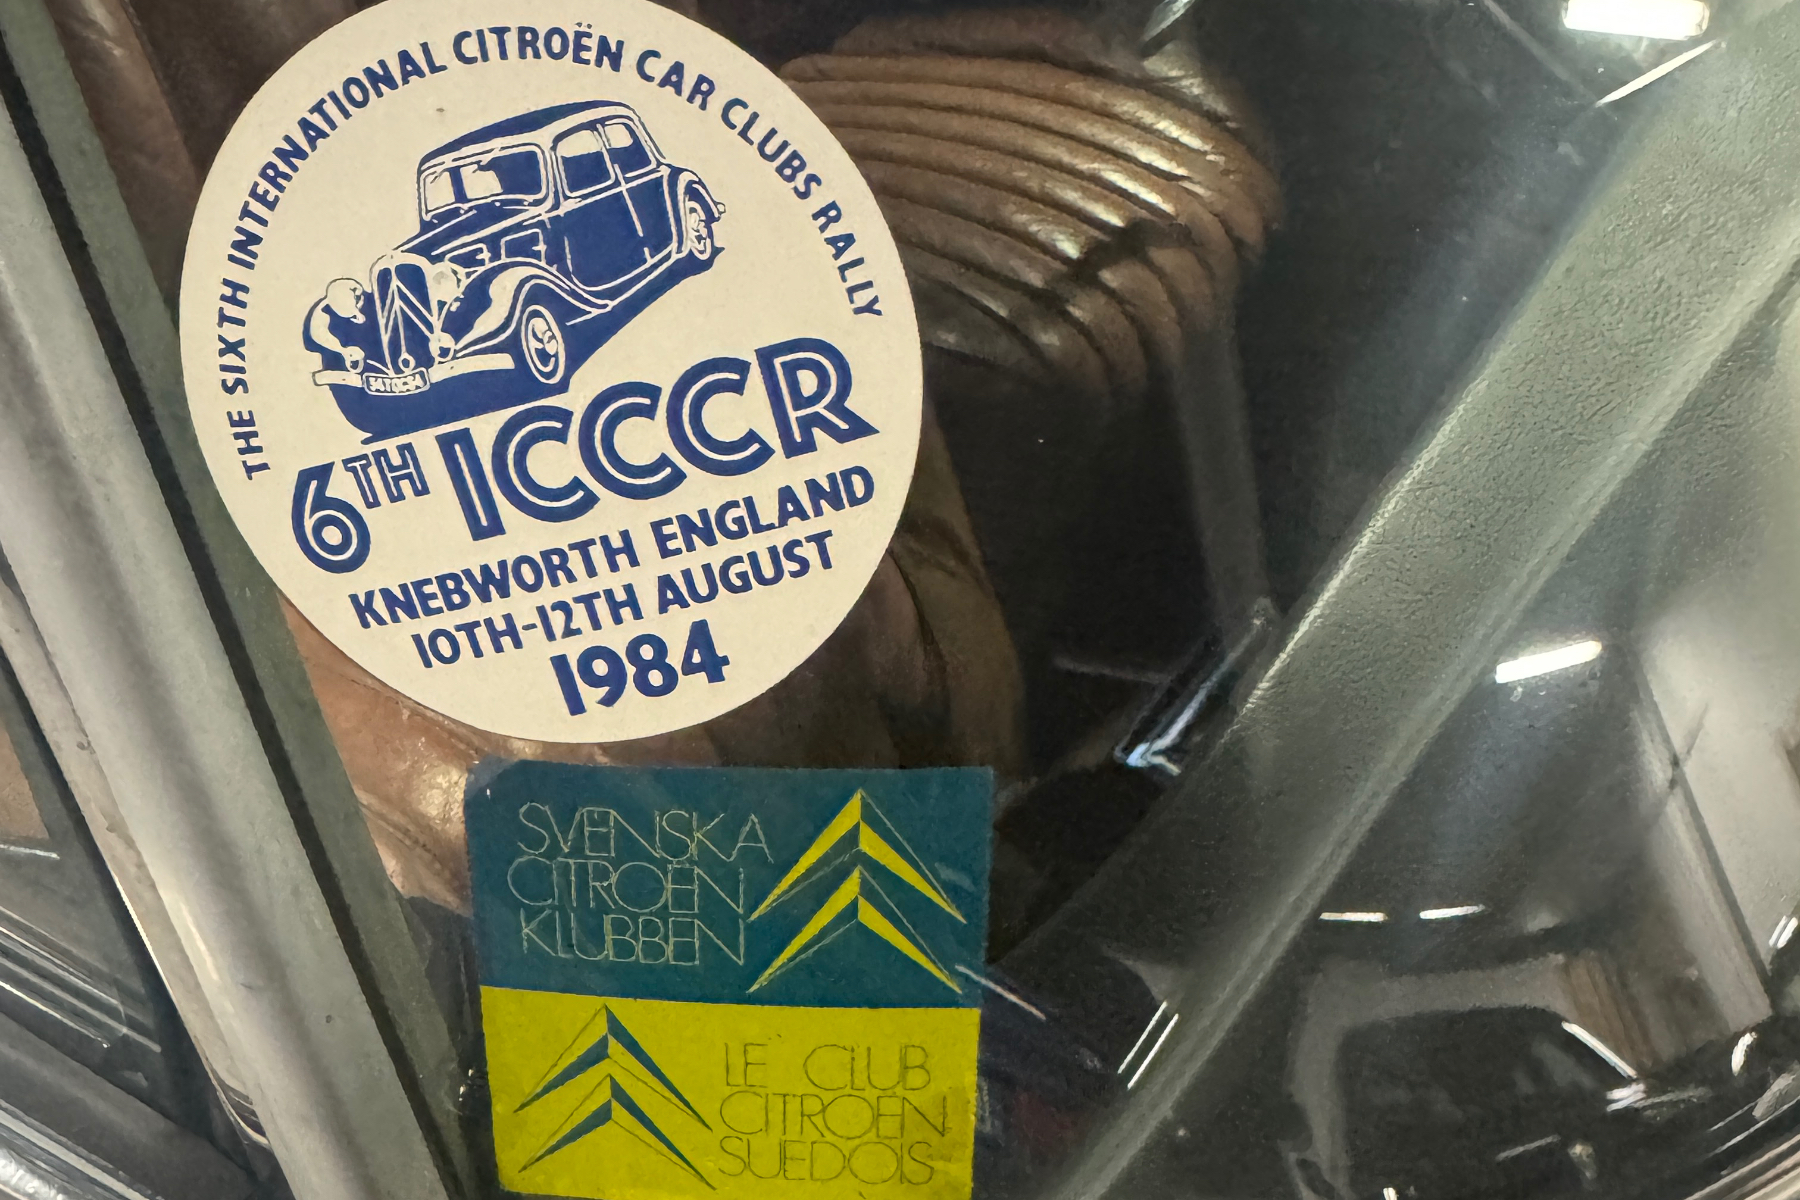 THE SIXTH INTERNATIONAL CITROËN CAR CLUBS RALLY
6TH ICCCR
KNEBWORTH ENGLAND
10TH-12TH AUGUST
1984
SVENSKA
CITROËN
KLUBBEN
LE CLUB
CITROËN
SUEDOIS